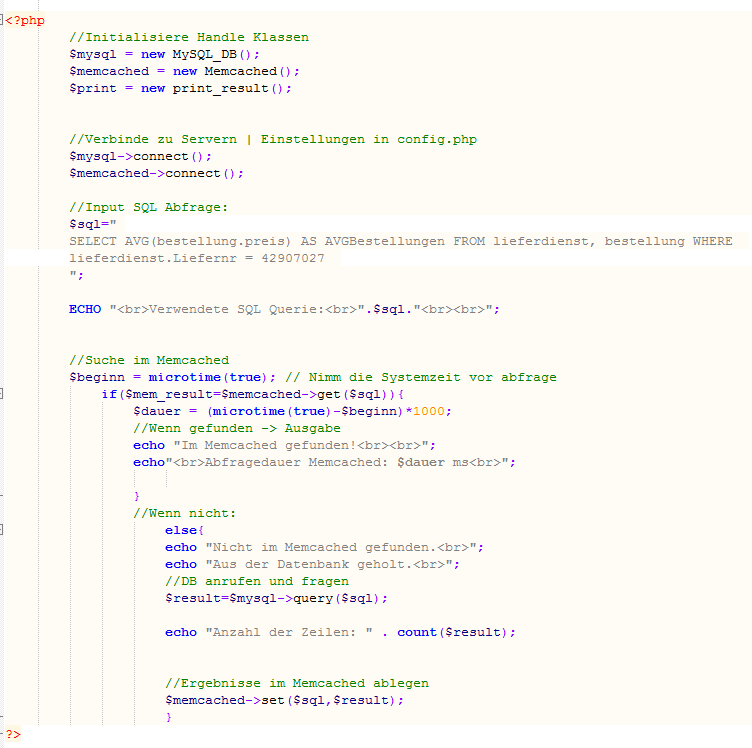 <?php
//Initialisiere Handle Klassen
$mysql = new MySQL_DB();
$memcached = new Memcached();
$print = new print_result();
//Verbinde zu Servern | Einstellungen in config.php
$mysql->connect();
$memcached->connect();
//Input SQL Abfrage:
$sql="
SELECT AVG(bestellung.preis) AS AVGBestellungen FROM lieferdienst, bestellung WHERE
lieferdienst.Liefernr = 42907027
";
ECHO "<br>Verwendete SQL Querie:<br>".$sql."<br><br>";
//Suche im Memcached
$beginn = microtime(true); // Nimm die Systemzeit vor abfrage
if($mem_result=$memcached->get($sql)){
$dauer = (microtime(true)-$beginn)*1000;
//Wenn gefunden -> Ausgabe
echo "Im Memcached gefunden!<br><br>";
echo"<br>Abfragedauer Memcached: $dauer ms<br>";
}
//Wenn nicht:
else{
echo "Nicht im Memcached gefunden.<br>";
echo "Aus der Datenbank geholt.<br>";
//DB anrufen und fragen
$result=$mysql->query($sql);
echo "Anzahl der Zeilen: " . count($result);
//Ergebnisse im Memcached ablegen
$memcached->set($sql,$result);
}
?>